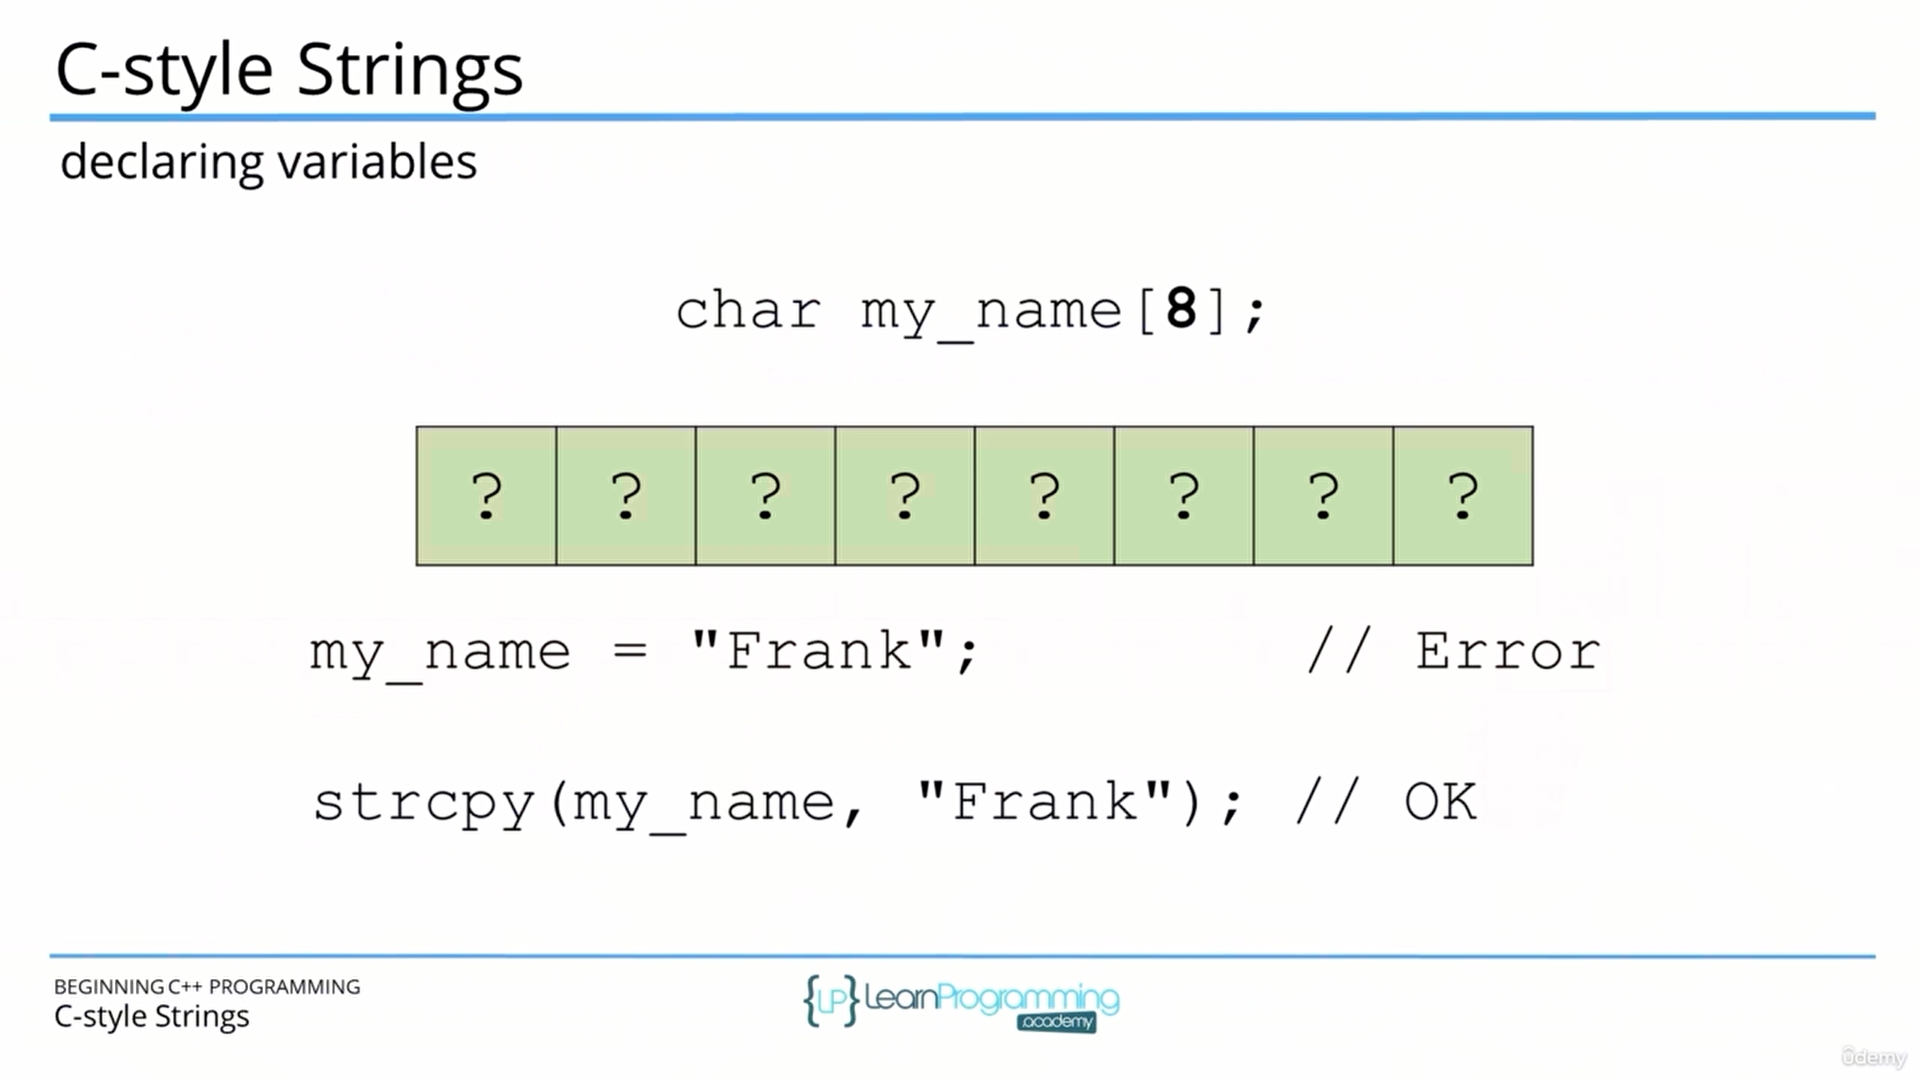 C-style Strings
declaring variables
char my_name[8];
? ? ? ? ? ? ? ?
my_name = "Frank"; // Error
strcpy(my_name, "Frank"); // OK
BEGINNING C++ PROGRAMMING
C-style Strings
{LP} LearnProgramming
academy
ûdemy